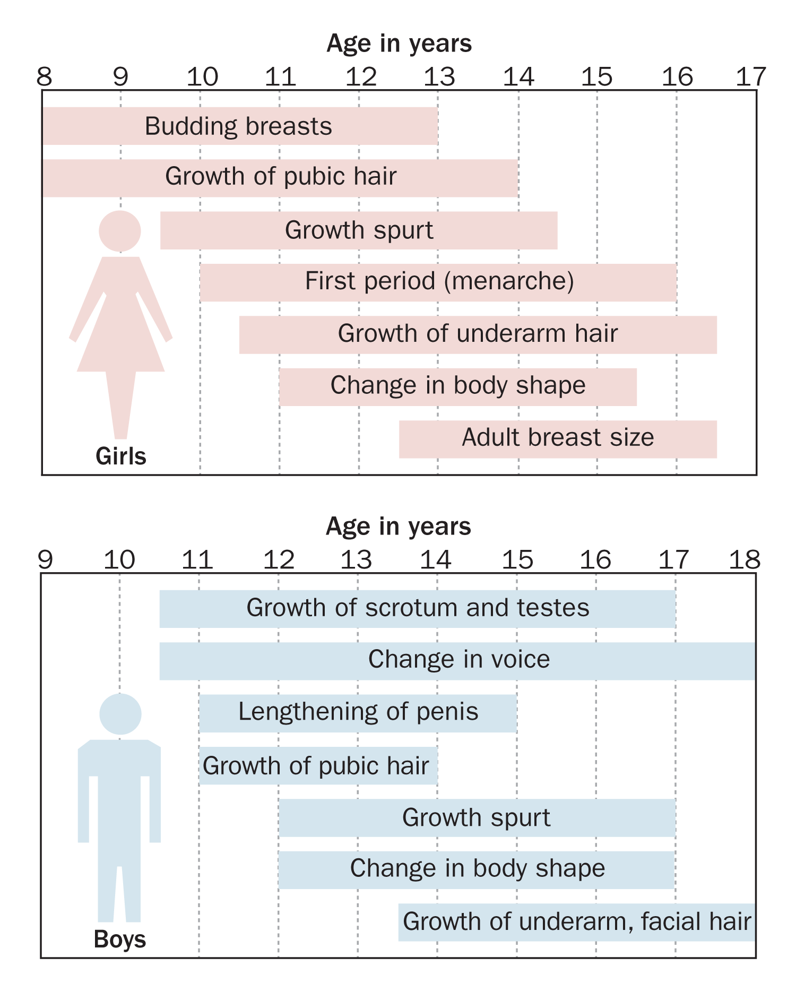 Age in years
8 9 10 11 12 13 14 15 16 17
Budding breasts
Growth of pubic hair
Growth spurt
First period (menarche)
Growth of underarm hair
Change in body shape
Adult breast size
Girls
Age in years
9 10 11 12 13 14 15 16 17 18
Growth of scrotum and testes
Change in voice
Lengthening of penis
Growth of pubic hair
Growth spurt
Change in body shape
Growth of underarm, facial hair
Boys